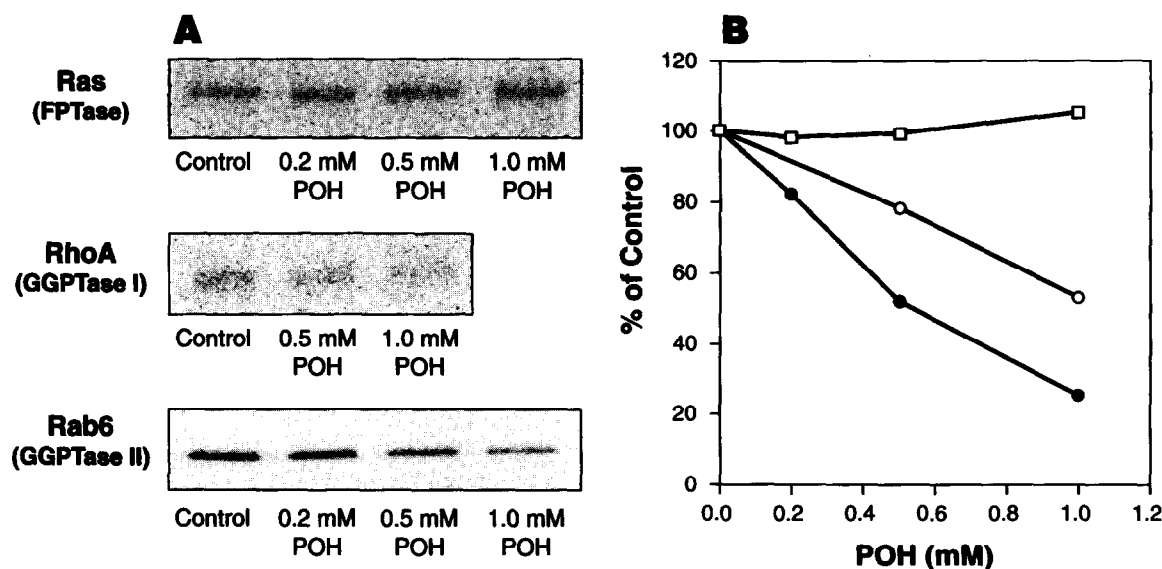 A
Ras
(FPTase)
Control 0.2 mM 0.5 mM 1.0 mM
POH POH POH
RhoA
(GGPTase I)
Control 0.5 mM 1.0 mM
POH POH
Rab6
(GGPTase II)
Control 0.2 mM 0.5 mM 1.0 mM
POH POH POH
B
% of Control
120
100
80
60
40
20
0
0.0 0.2 0.4 0.6 0.8 1.0 1.2
POH (mM)